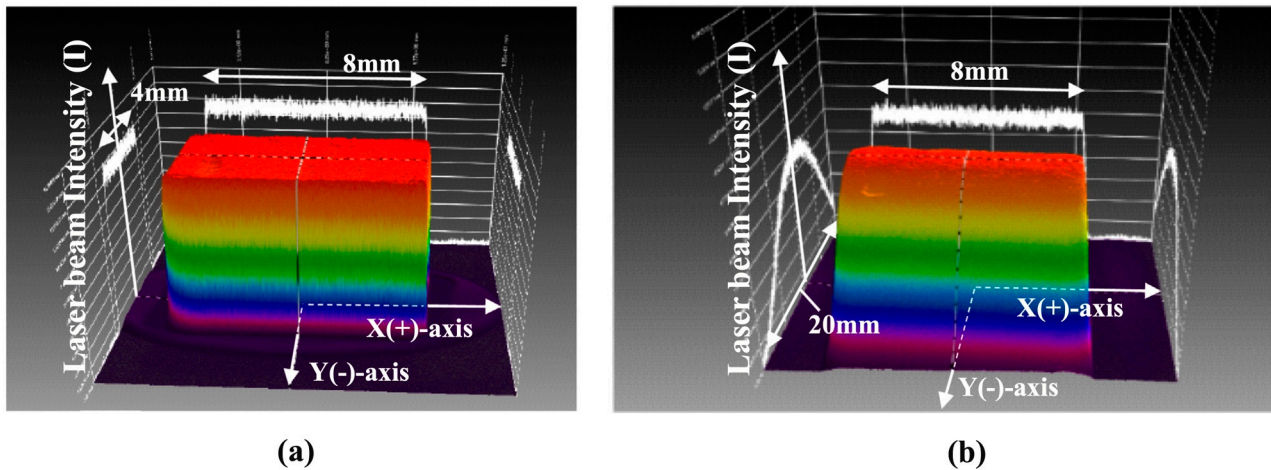 Laser beam Intensity (I)
4mm
8mm
X(+)-axis
Y(-)-axis
(a)
Laser beam Intensity (I)
8mm
20mm
X(+)-axis
Y(-)-axis
(b)